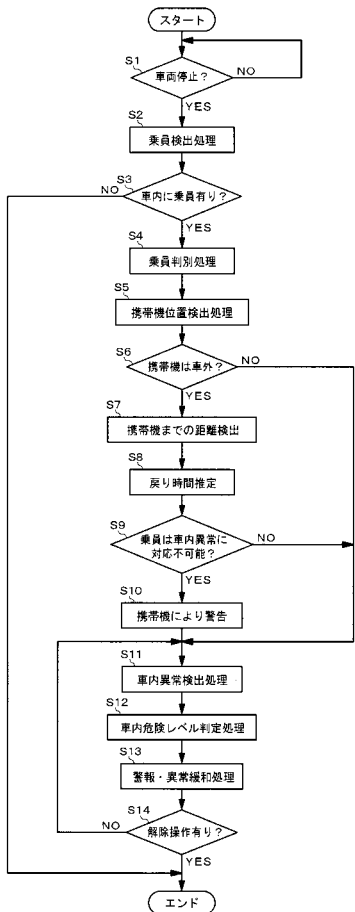 スタート
S1
車両停止?
NO
YES
S2
乗員検出処理
S3
NO
車内に乗員有り?
YES
S4
乗員判別処理
S5
携帯機位置検出処理
S6
携帯機は車外?
NO
YES
S7
携帯機までの距離検出
S8
戻り時間推定
S9
乗員は車内異常に
対応不可能?
NO
YES
S10
携帯機により警告
S11
車内異常検出処理
S12
車内危険レベル判定処理
S13
警報・異常緩和処理
S14
NO
解除操作有り?
YES
エンド